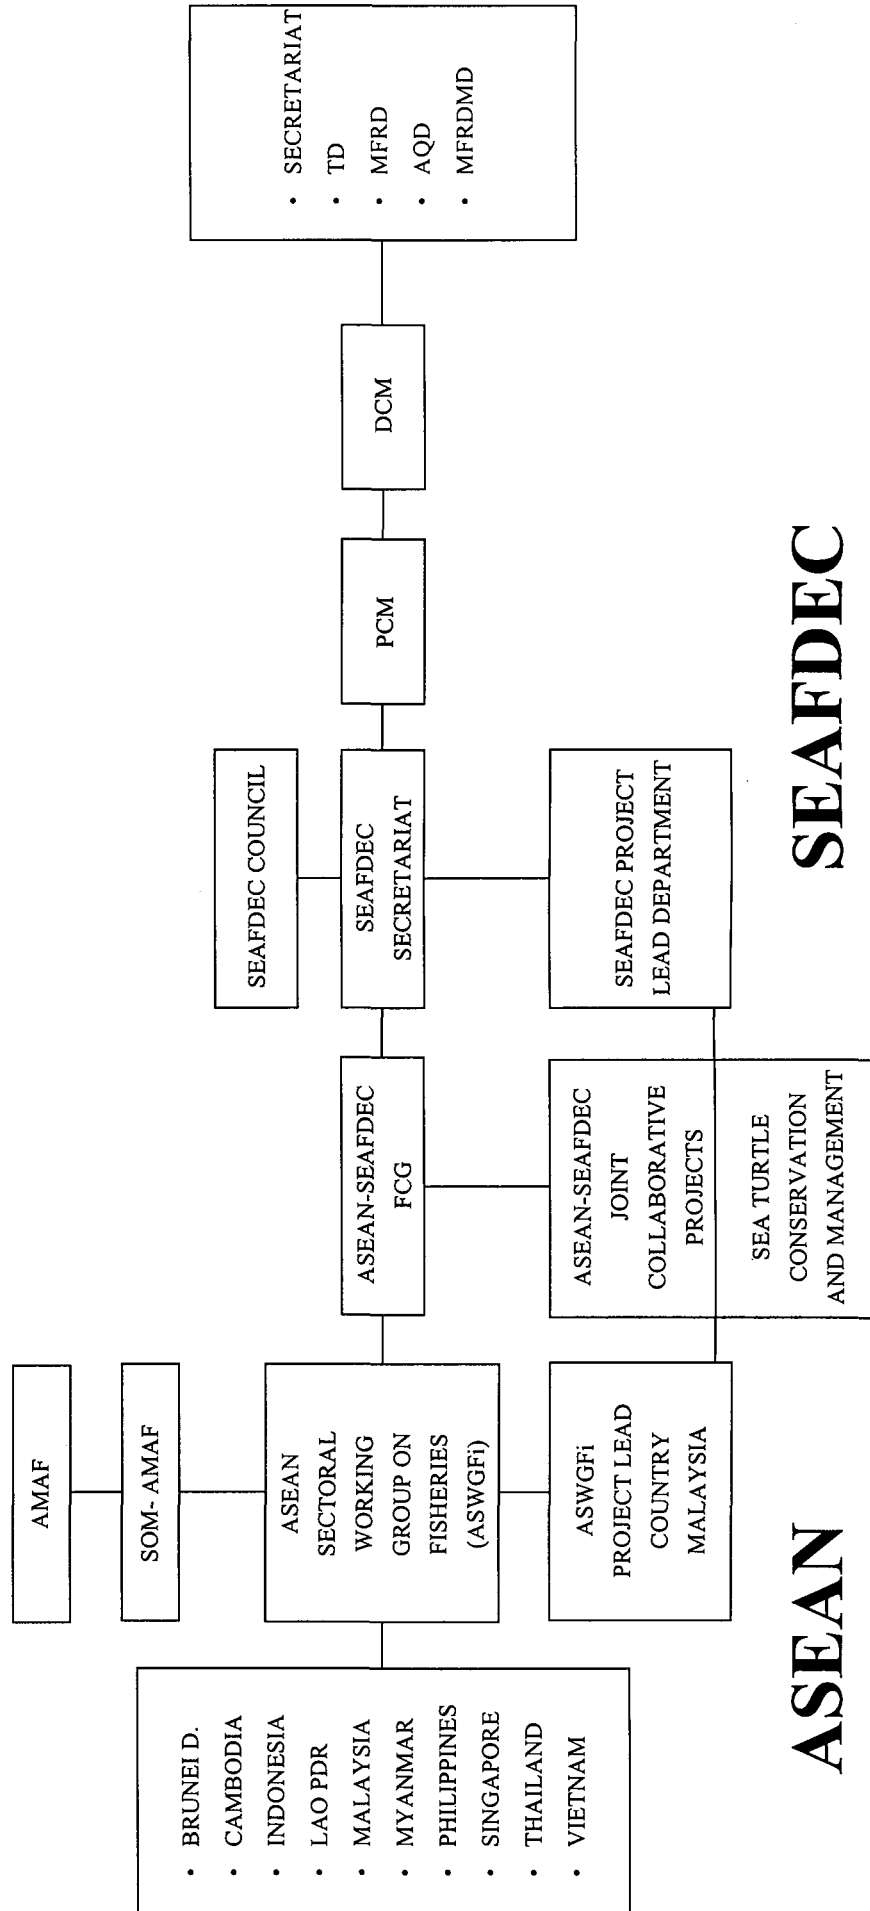 AMAF
SOM- AMAF
• BRUNEI D.
• CAMBODIA
• INDONESIA
• LAO PDR
• MALAYSIA
• MYANMAR
• PHILIPPINES
• SINGAPORE
• THAILAND
• VIETNAM
ASEAN
SECTORAL
WORKING
GROUP ON
FISHERIES
(ASWGFi)
ASEAN-SEAFDEC
FCG
SEAFDEC COUNCIL
SEAFDEC
SECRETARIAT
PCM
DCM
• SECRETARIAT
• TD
• MFRD
• AQD
• MFRDMD
ASWGFi
PROJECT LEAD
COUNTRY
MALAYSIA
ASEAN-SEAFDEC
JOINT
COLLABORATIVE
PROJECTS
SEA TURTLE
CONSERVATION
AND MANAGEMENT
SEAFDEC PROJECT
LEAD DEPARTMENT
ASEAN
SEAFDEC